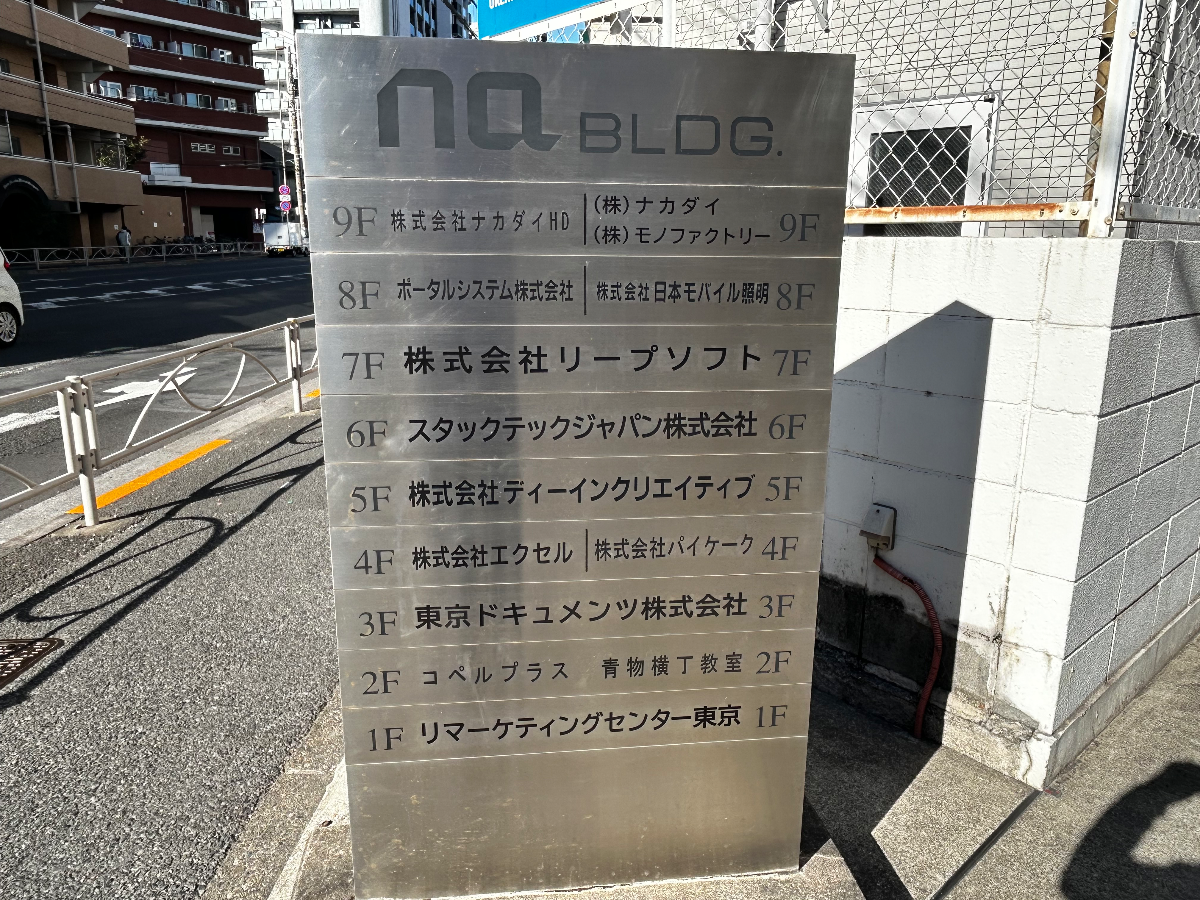 na BLDG.
9F 株式会社ナカダイHD (株)ナカダイ 9F
(株)モノファクトリー
8F ポータルシステム株式会社 株式会社日本モバイル照明 8F
7F 株式会社リープソフト 7F
6F スタックテックジャパン株式会社 6F
5F 株式会社ディーインクリエイティブ 5F
4F 株式会社エクセル 株式会社パイケーク 4F
3F 東京ドキュメンツ株式会社 3F
2F コペルプラス 青物横丁教室 2F
1F リマーケティングセンター東京 1F